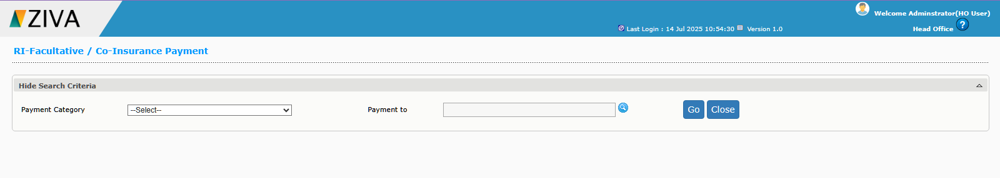 ZIVA
Welcome Adminstrator(HO User)
Last Login : 14 Jul 2025 10:54:30 Version 1.0
Head Office ?
RI-Facultative / Co-Insurance Payment
Hide Search Criteria
Payment Category --Select-- Payment to Go Close